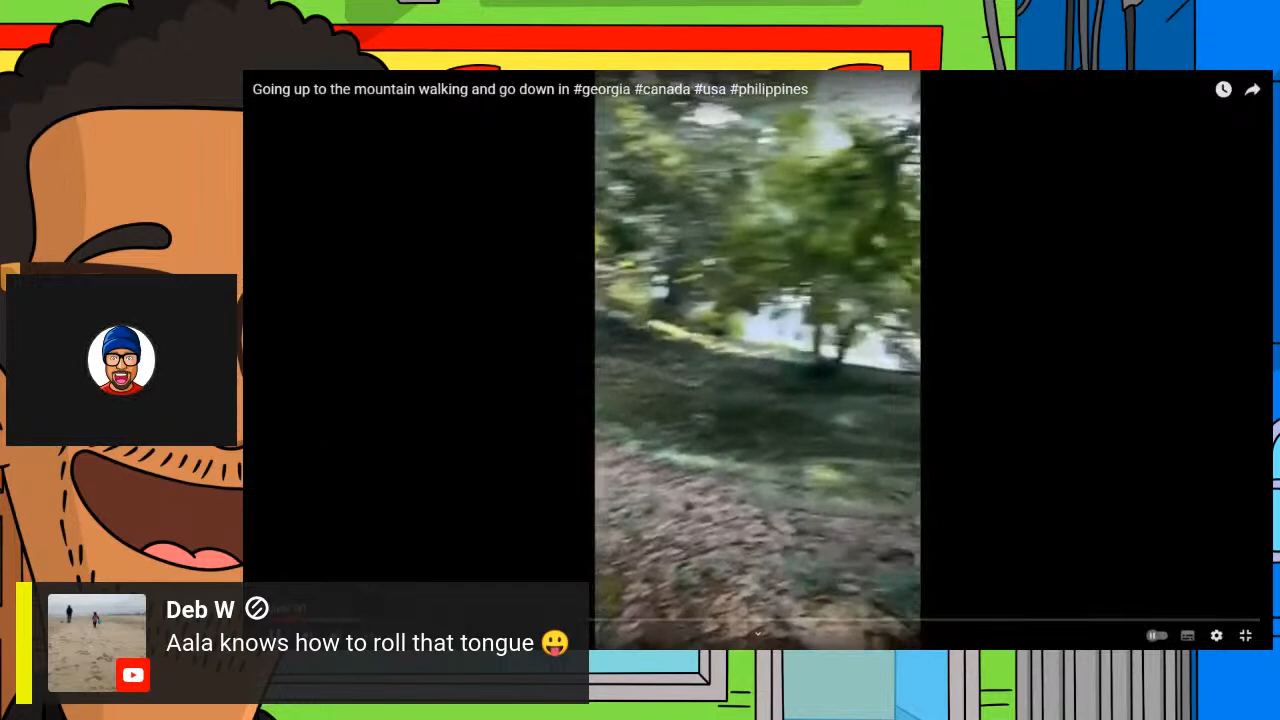 Going up to the mountain walking and go down in #georgia #canada #usa #philippines
Deb W
Aala knows how to roll that tongue 😛